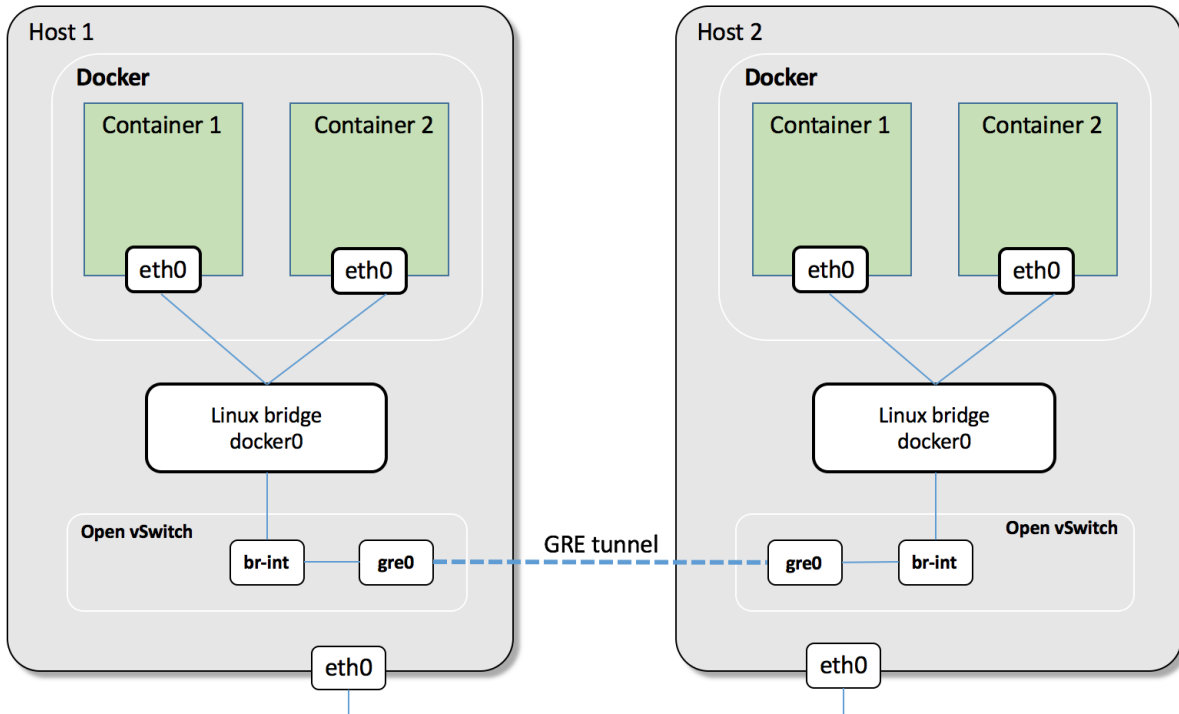 Host 1
Docker
Container 1
Container 2
eth0
eth0
Linux bridge
docker0
Open vSwitch
br-int
gre0
eth0
GRE tunnel
Host 2
Docker
Container 1
Container 2
eth0
eth0
Linux bridge
docker0
Open vSwitch
gre0
br-int
eth0